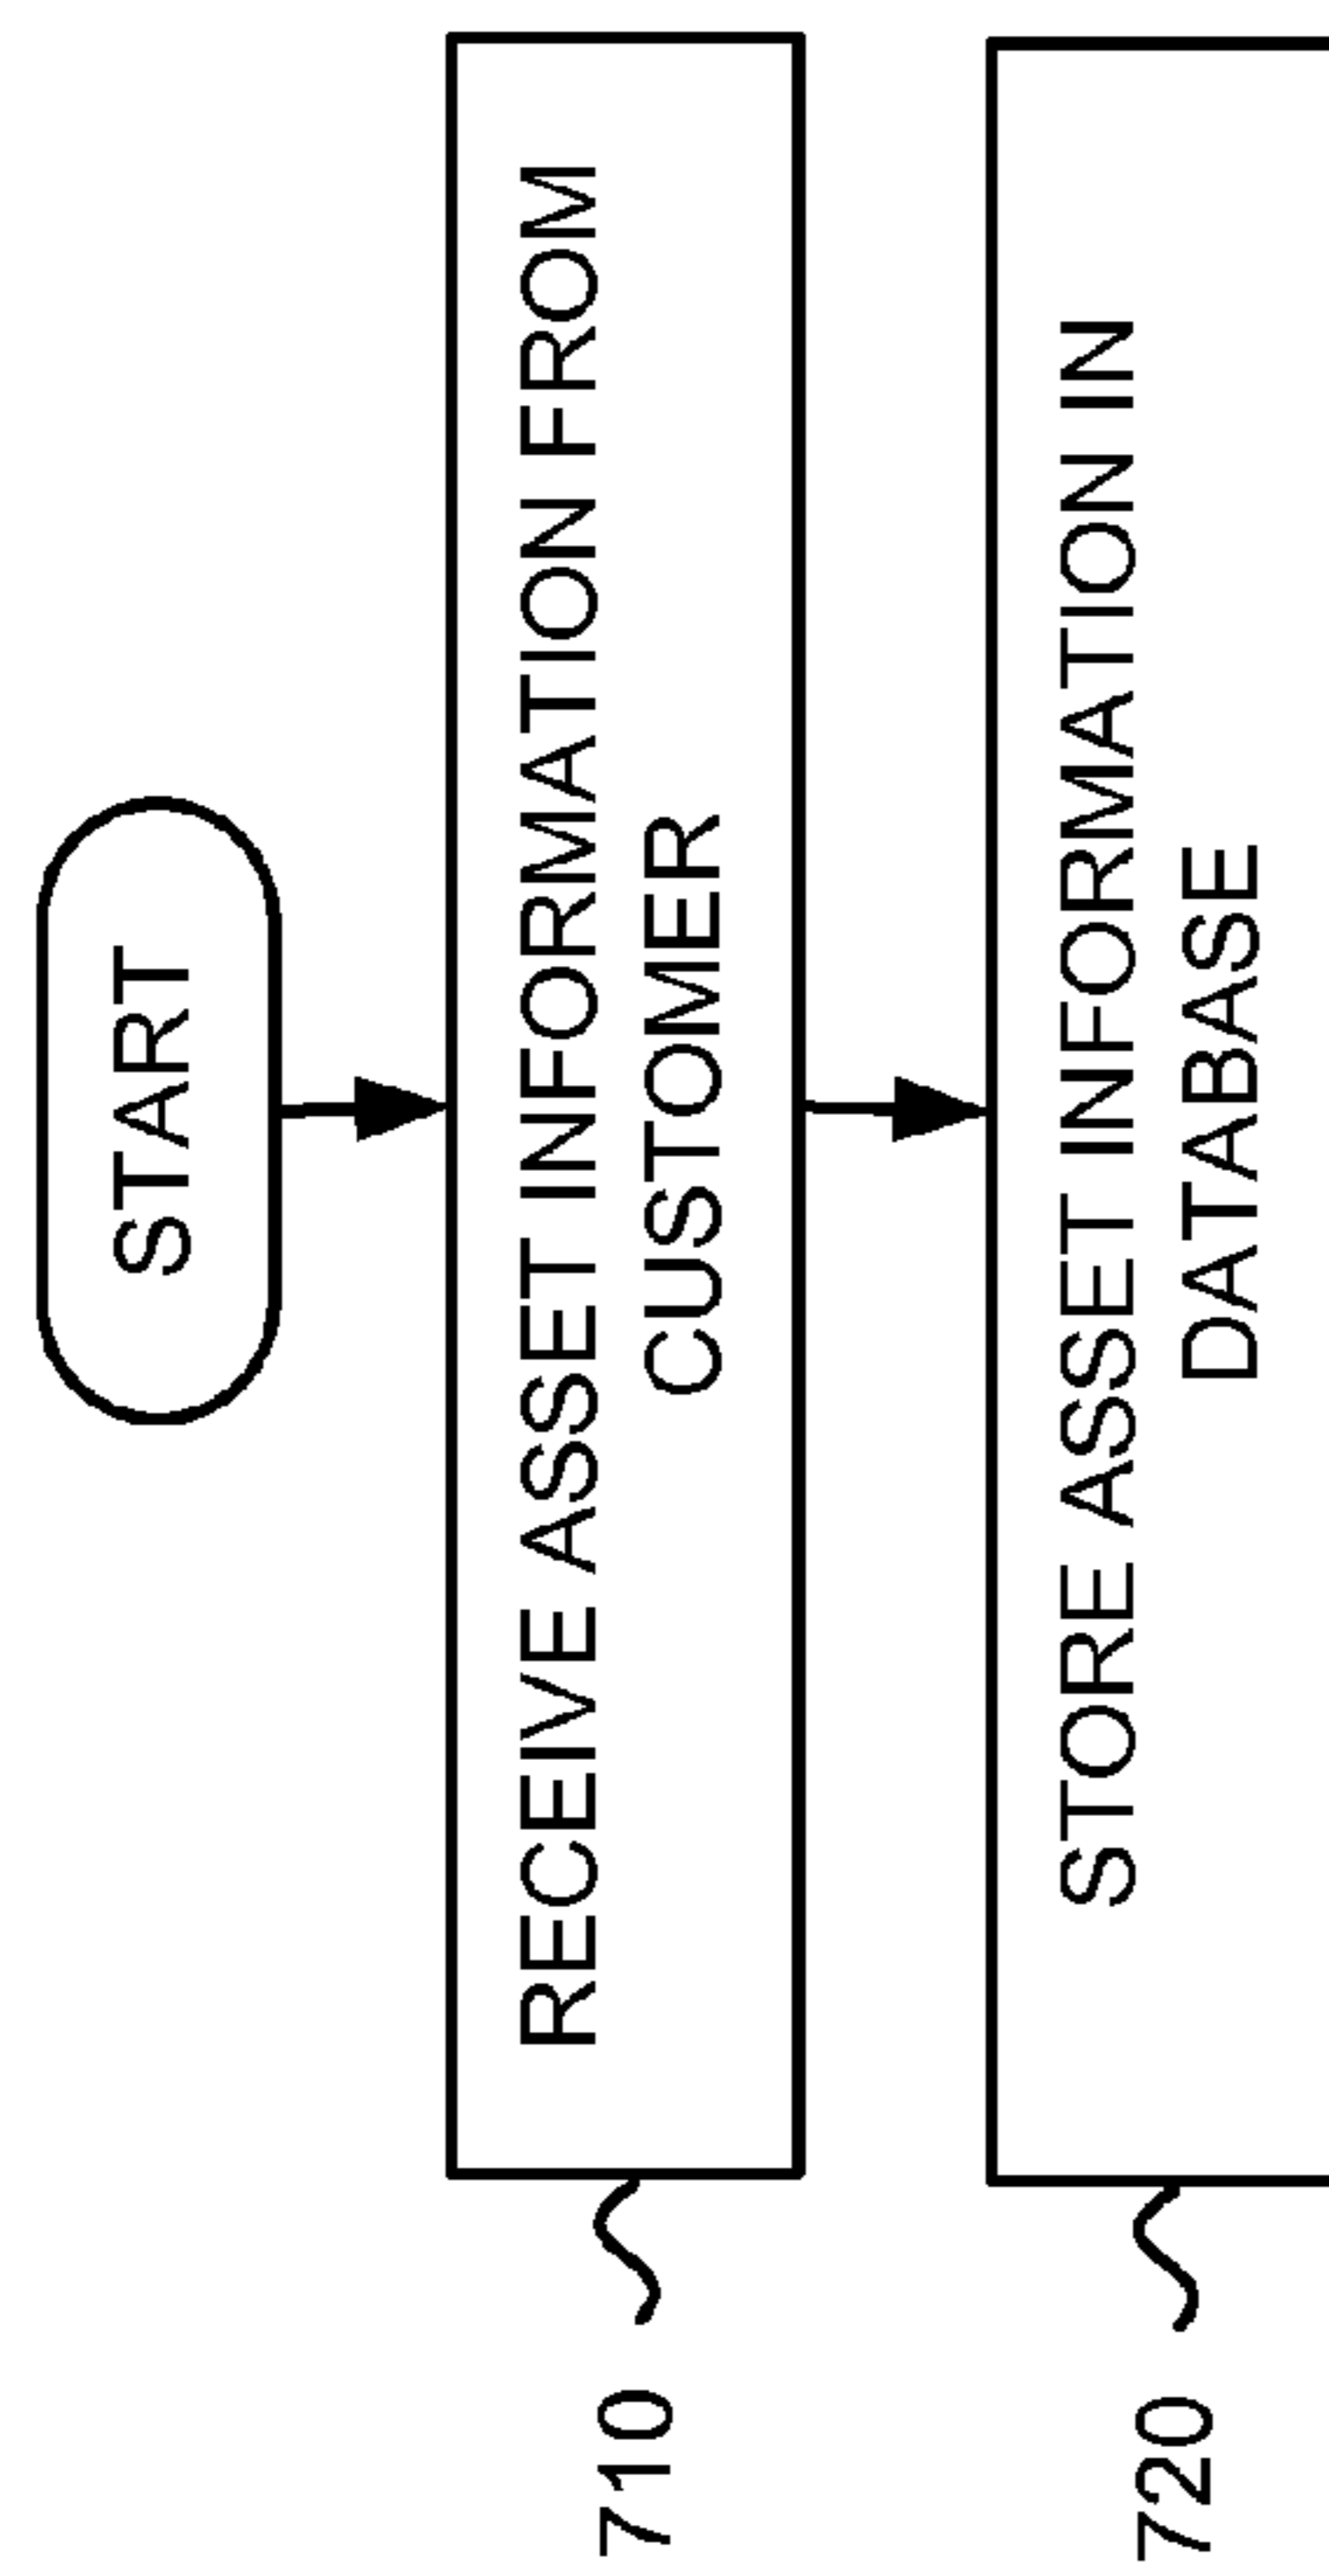 START
710
RECEIVE ASSET INFORMATION FROM
CUSTOMER
720
STORE ASSET INFORMATION IN
DATABASE